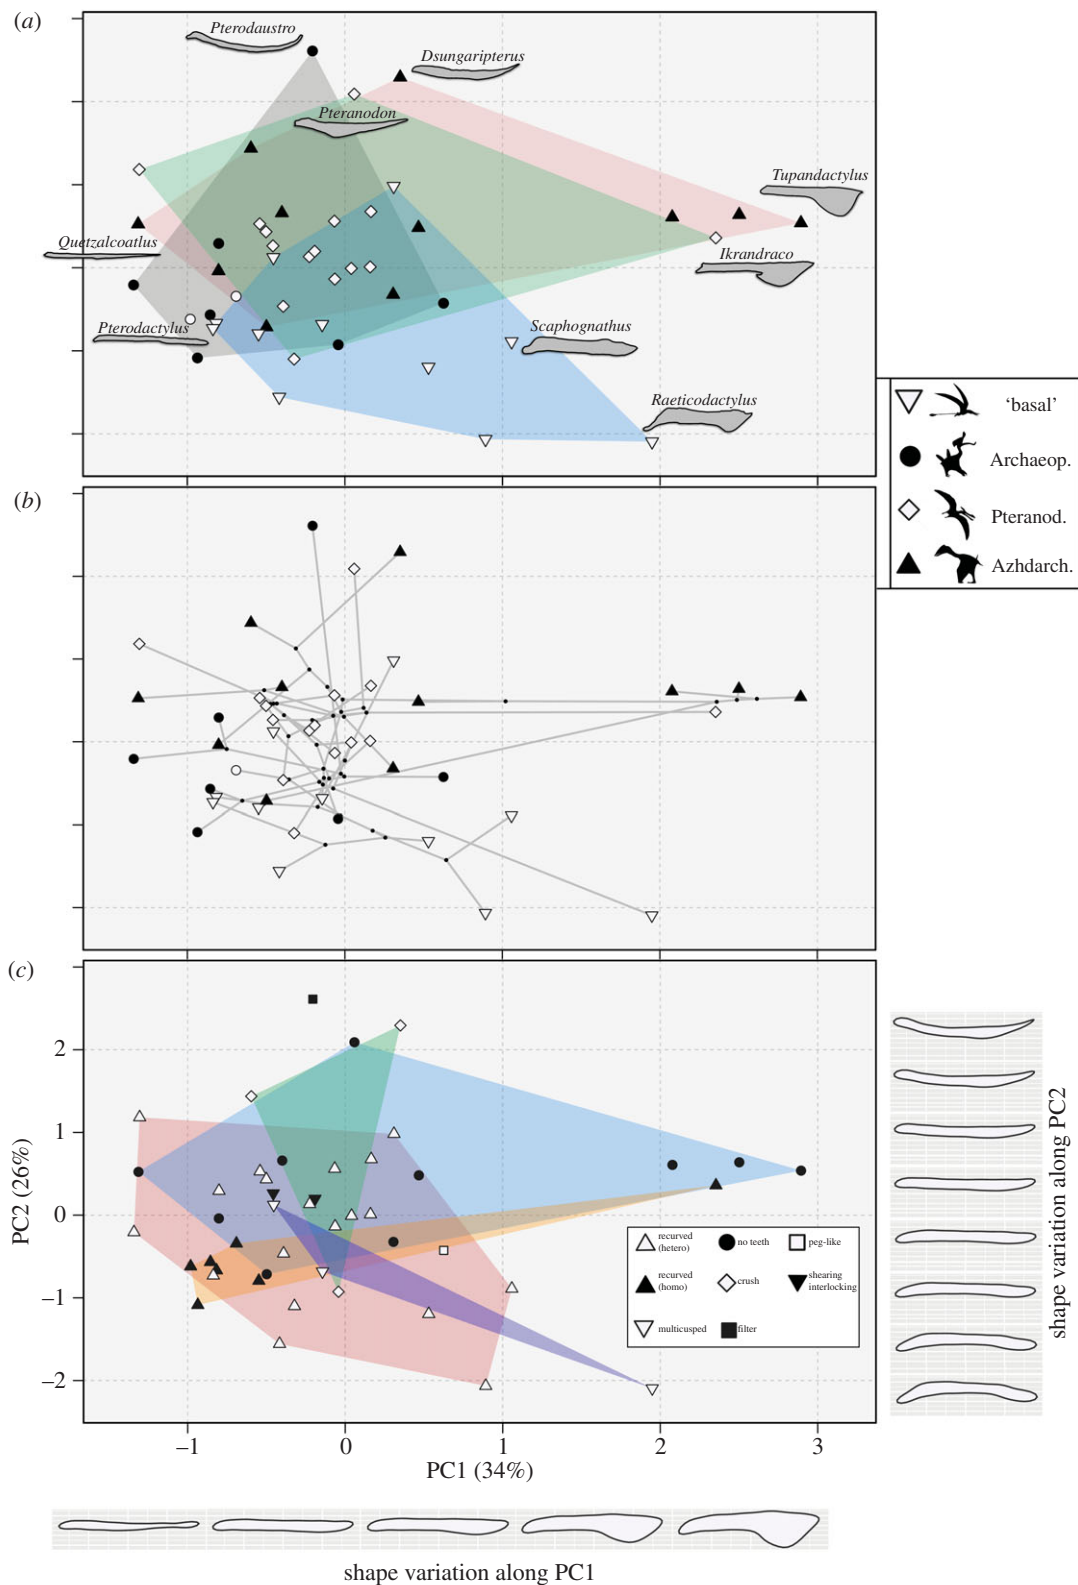 (a)
Pterodaustro
Dsungaripterus
Pteranodon
Tupandactylus
Quetzalcoatlus
Ikrandraco
Pterodactylus
Scaphognathus
Raeticodactylus
‘basal’
Archaeop.
Pteranod.
Azhdarch.
(b)
(c)
2
1
0
–1
–2
PC2 (26%)
recurved (hetero)
no teeth
peg-like
recurved (homo)
crush
shearing interlocking
multicusped
filter
–1
0
1
2
3
PC1 (34%)
shape variation along PC2
shape variation along PC1